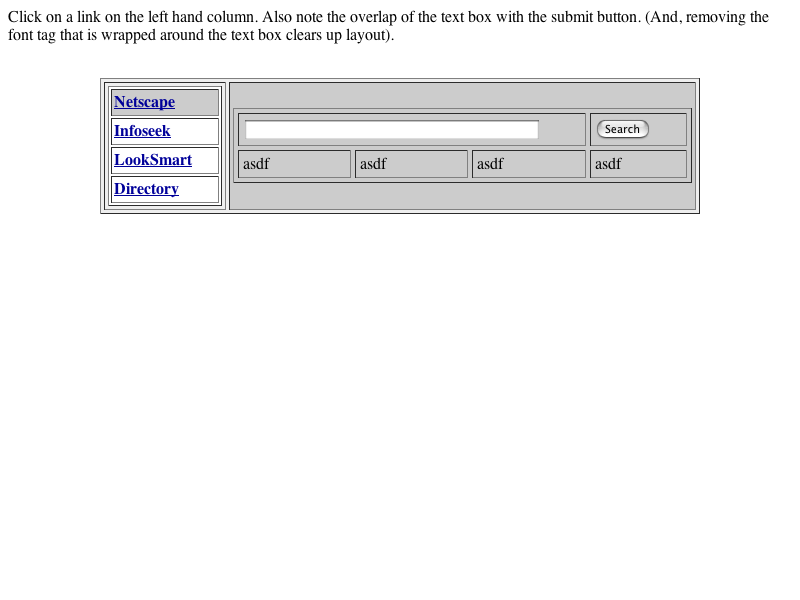 Click on a link on the left hand column. Also note the overlap of the text box with the submit button. (And, removing the
font tag that is wrapped around the text box clears up layout).
Netscape
Infoseek
LookSmart
Directory
Search
asdf asdf asdf asdf